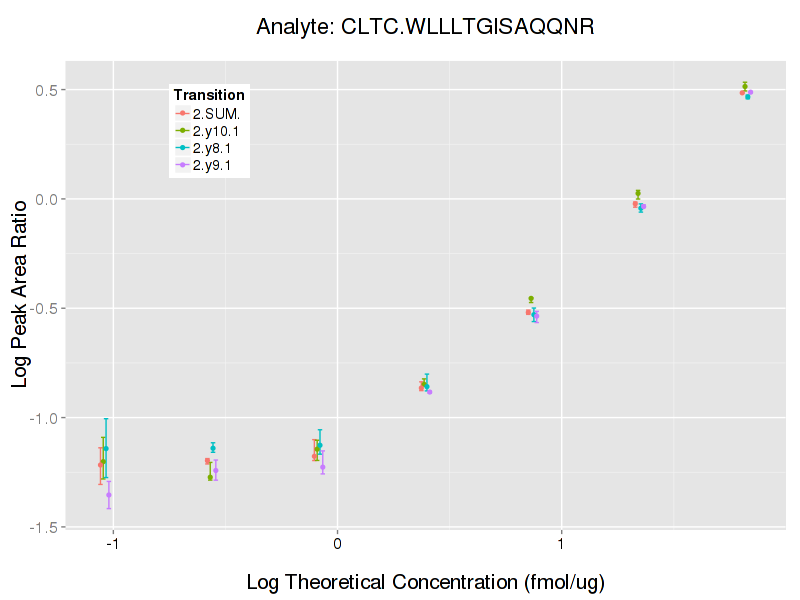 Analyte: CLTC.WLLLTGISAQQNR
Log Peak Area Ratio
0.5
0.0
-0.5
-1.0
-1.5
Transition
2.SUM.
2.y10.1
2.y8.1
2.y9.1
-1
0
1
Log Theoretical Concentration (fmol/ug)